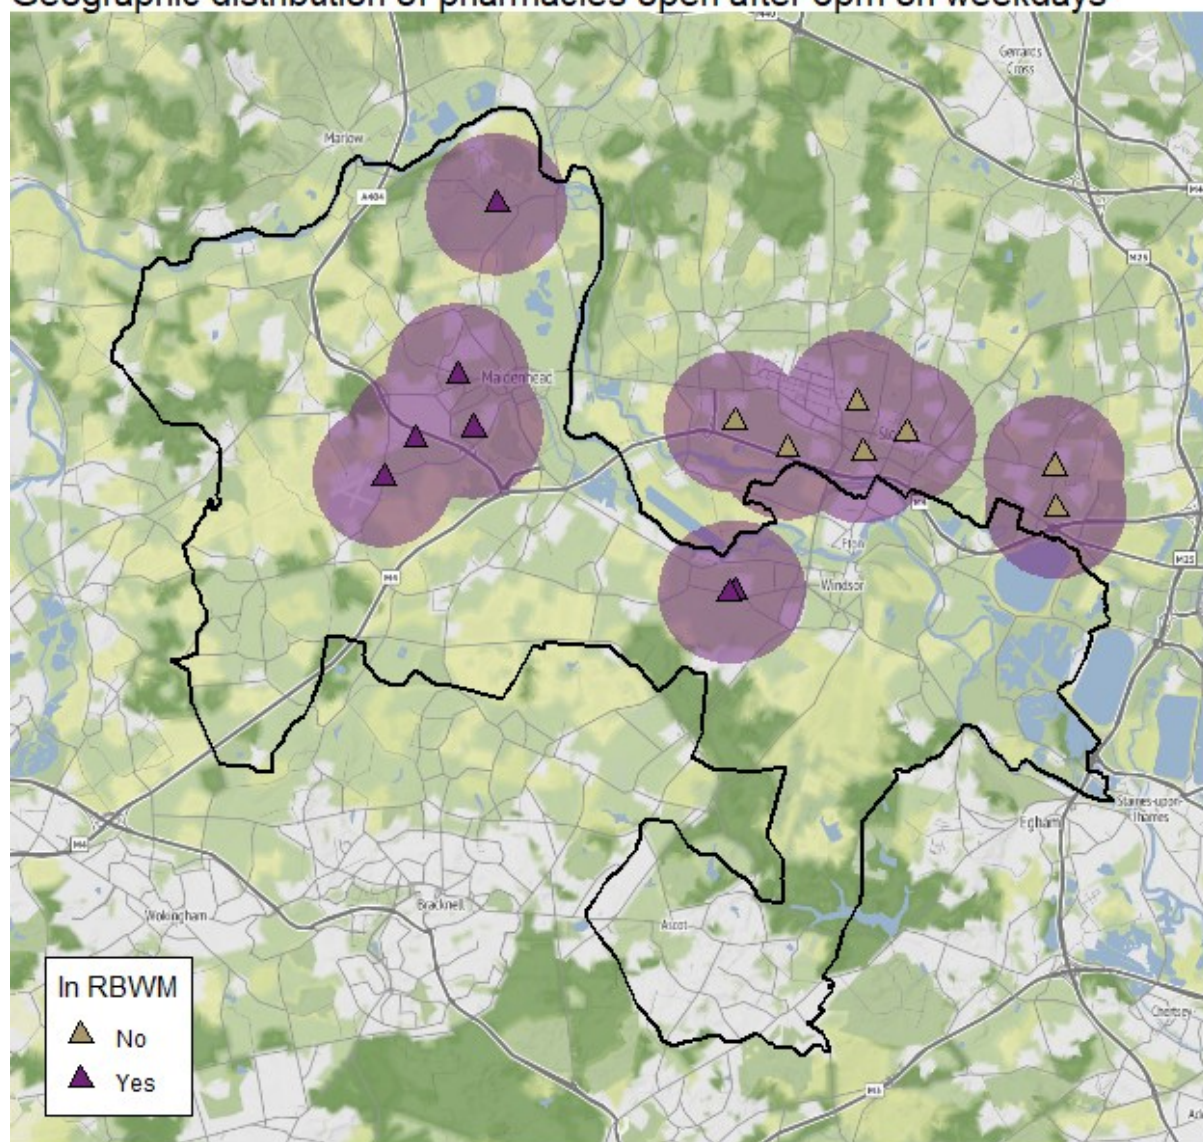 Geographic distribution of pharmacies open after 6pm on weekdays
M40
Gerrards
Cross
Marlow
A404
M25
Maidenhead
M4
Eton
Windsor
M25
M4
Staines-upon-
Thames
Egham
M4
Wokingham
Bracknell
Ascot
Chertsey
M3
In RBWM
No
Yes